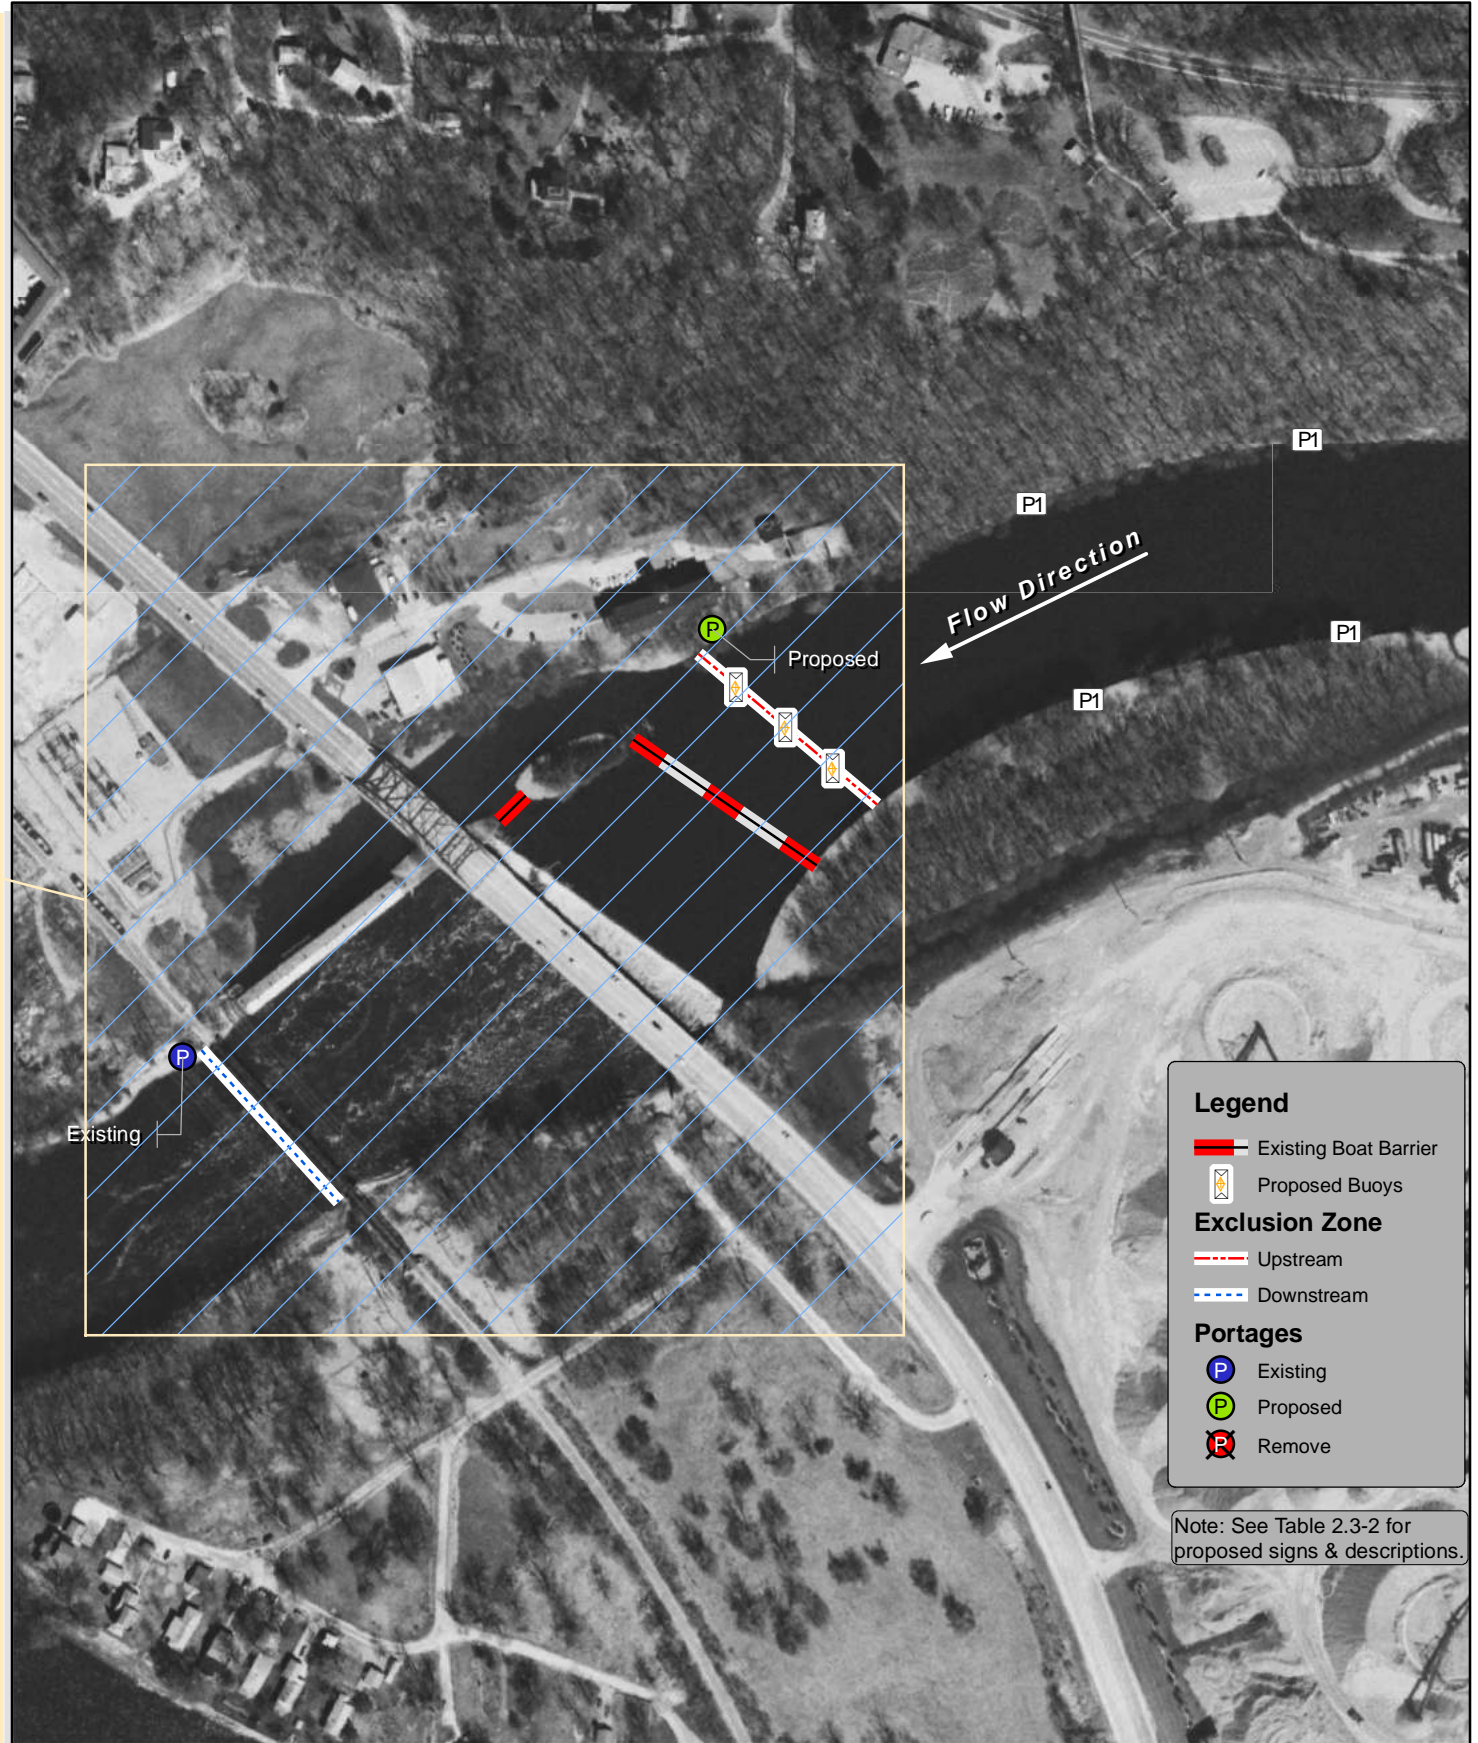 P1
P1
Flow Direction
P
P1
Proposed
P1
P
Existing
Legend
Existing Boat Barrier
Proposed Buoys
Exclusion Zone
Upstream
Downstream
Portages
P Existing
P Proposed
P Remove
Note: See Table 2.3-2 for
proposed signs & descriptions.